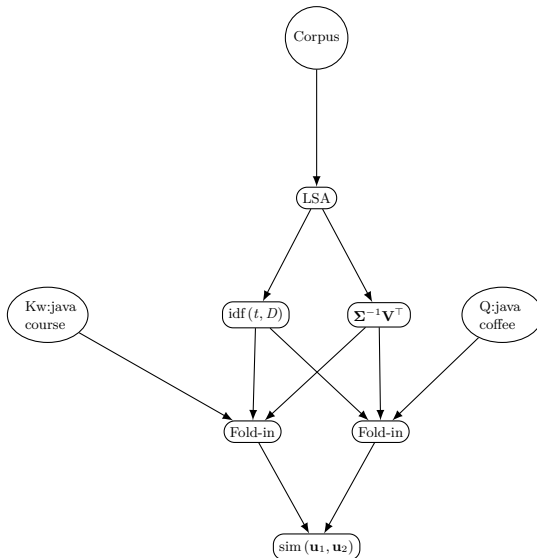 Corpus
LSA
Kw:java
course
idf (t, D)
Σ⁻¹V⊤
Q:java
coffee
Fold-in
Fold-in
sim (u₁, u₂)